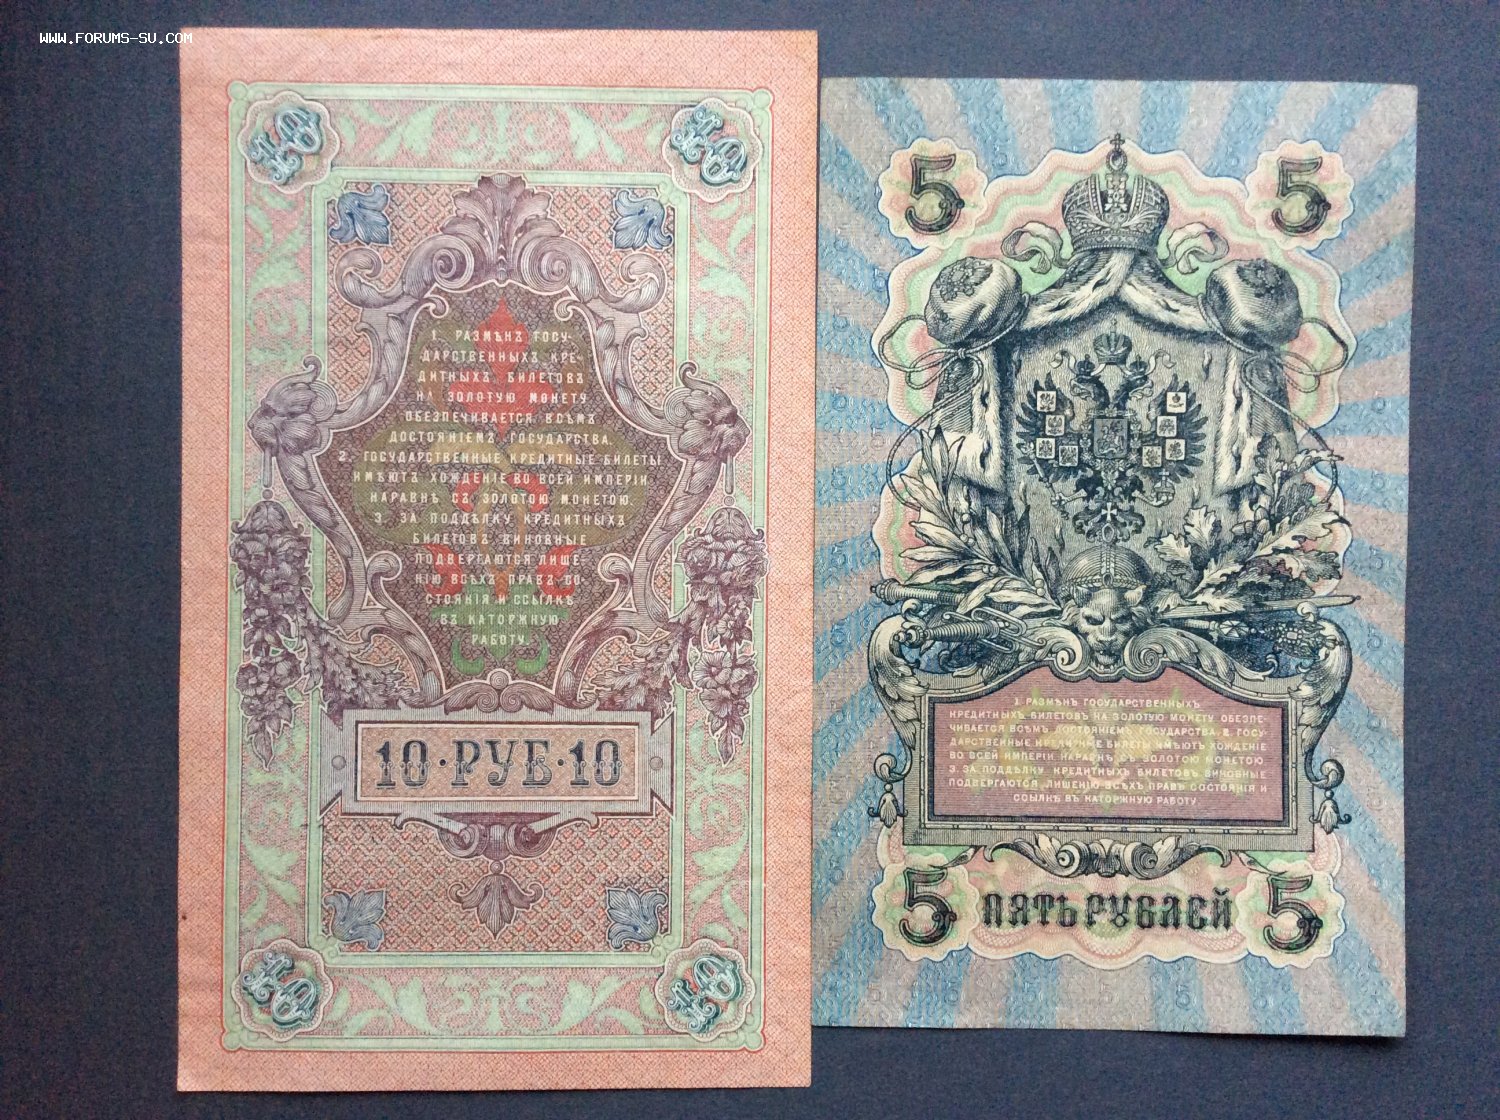 WWW.FORUMS-SU.COM
10 10
1. РАЗМѢНЪ ГОСУ-
ДАРСТВЕННЫХЪ КРЕ-
ДИТНЫХЪ БИЛЕТОВЪ
НА ЗОЛОТУЮ МОНЕТУ
ОБЕЗПЕЧИВАЕТСЯ ВСѢМЪ
ДОСТОЯНІЕМЪ ГОСУДАРСТВА.
2. ГОСУДАРСТВЕННЫЕ КРЕДИТНЫЕ БИЛЕТЫ
ИМѢЮТЪ ХОЖДЕНІЕ ВО ВСЕЙ ИМПЕРІИ
НАРАВНѢ СЪ ЗОЛОТОЮ МОНЕТОЮ.
3. ЗА ПОДДѢЛКУ КРЕДИТНЫХЪ
БИЛЕТОВЪ ВИНОВНЫЕ
ПОДВЕРГАЮТСЯ ЛИШЕ-
НІЮ ВСѢХЪ ПРАВЪ СО-
СТОЯНІЯ И ССЫЛКѢ
ВЪ КАТОРЖНУЮ
РАБОТУ.
10·РУБ·10
10 10
5 5
1. РАЗМѢНЪ ГОСУДАРСТВЕННЫХЪ
КРЕДИТНЫХЪ БИЛЕТОВЪ НА ЗОЛОТУЮ МОНЕТУ ОБЕЗПЕ-
ЧИВАЕТСЯ ВСѢМЪ ДОСТОЯНІЕМЪ ГОСУДАРСТВА. 2. ГОСУ-
ДАРСТВЕННЫЕ КРЕДИТНЫЕ БИЛЕТЫ ИМѢЮТЪ ХОЖДЕНІЕ
ВО ВСЕЙ ИМПЕРІИ НАРАВНѢ СЪ ЗОЛОТОЮ МОНЕТОЮ
3. ЗА ПОДДѢЛКУ КРЕДИТНЫХЪ БИЛЕТОВЪ ВИНОВНЫЕ
ПОДВЕРГАЮТСЯ ЛИШЕНІЮ ВСѢХЪ ПРАВЪ СОСТОЯНІЯ И
ССЫЛКѢ ВЪ КАТОРЖНУЮ РАБОТУ
5 ПЯТЬ РУБЛЕЙ 5